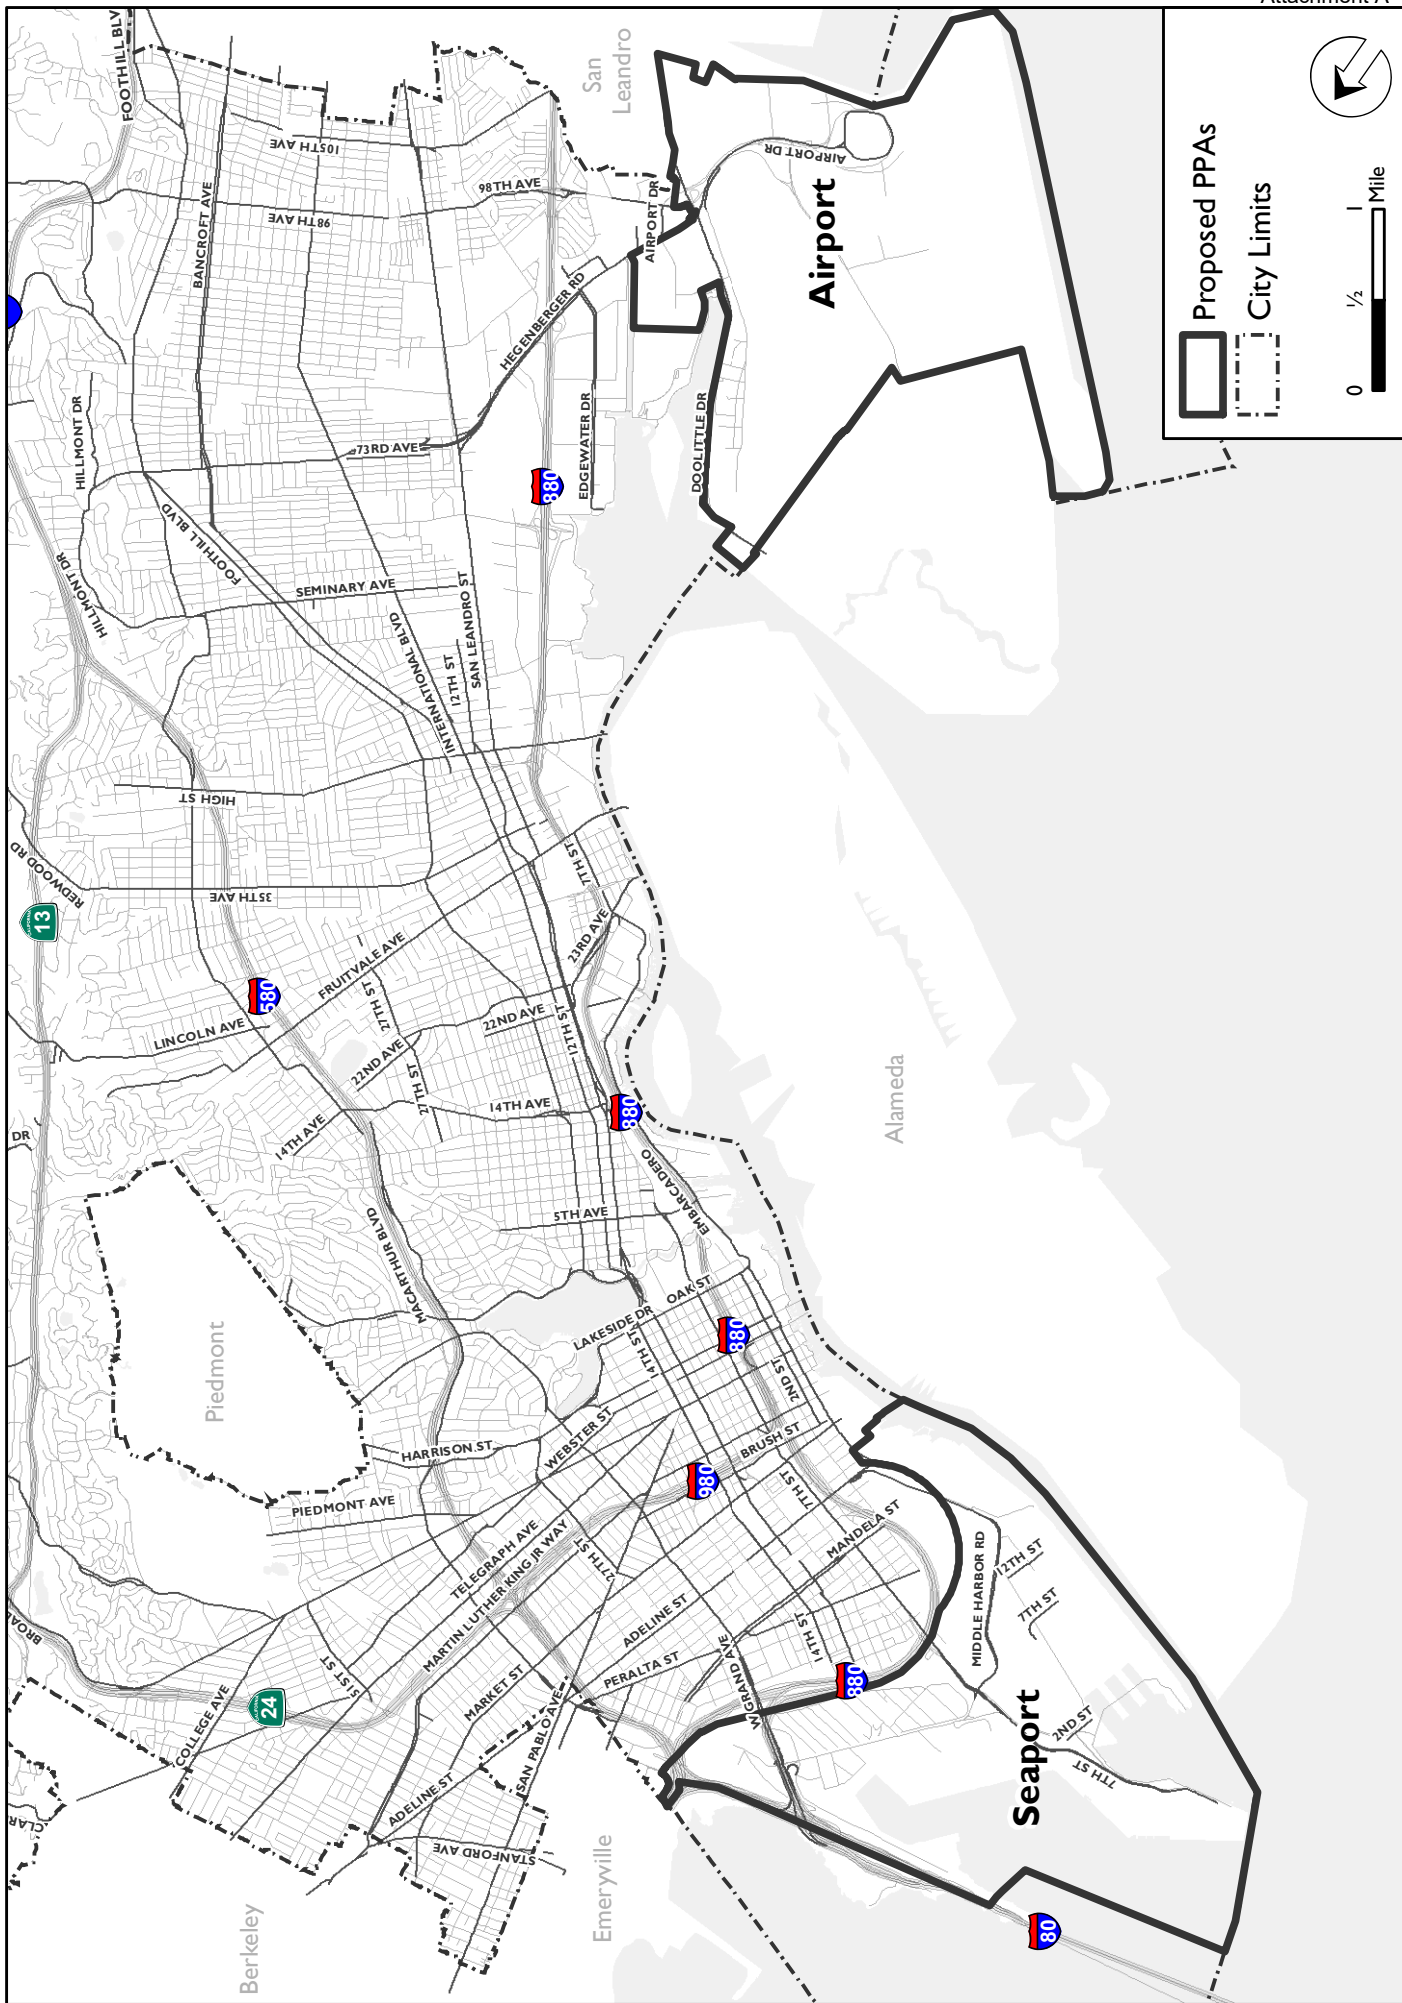 Attachment A
FOOTHILL BLV
105TH AVE
98TH AVE
98TH AVE
BANCROFT AVE
San
Leandro
AIRPORT DR
AIRPORT DR
Airport
HEGENBERGER RD
HILLMONT DR
73RD AVE
880
EDGEWATER DR
DOOLITTLE DR
FOOTHILL BLVD
HILLMONT DR
SEMINARY AVE
INTERNATIONAL BLVD
12TH ST
SAN LEANDRO ST
HIGH ST
REDWOOD RD
13
35TH AVE
7TH ST
23RD AVE
FRUITVALE AVE
580
LINCOLN AVE
27TH ST
22ND AVE
22ND AVE
12TH ST
27TH ST
14TH AVE
14TH AVE
880
Alameda
DR
EMBARCADERO
5TH AVE
MACARTHUR BLVD
Piedmont
OAK ST
LAKESIDE DR
14TH ST
880
2ND ST
HARRISON ST
WEBSTER ST
BRUSH ST
980
PIEDMONT AVE
7TH ST
TELEGRAPH AVE
MARTIN LUTHER KING JR WAY
27TH ST
MANDELA ST
MIDDLE HARBOR RD
12TH ST
7TH ST
BROAD
51ST ST
ADELINE ST
14TH ST
PERALTA ST
W GRAND AVE
880
MARKET ST
24
COLLEGE AVE
SAN PABLO AVE
2ND ST
7TH ST
Seaport
ADELINE ST
STANFORD AVE
CLAR
Emeryville
Berkeley
80
Proposed PPAs
City Limits
0 ½ 1
Mile